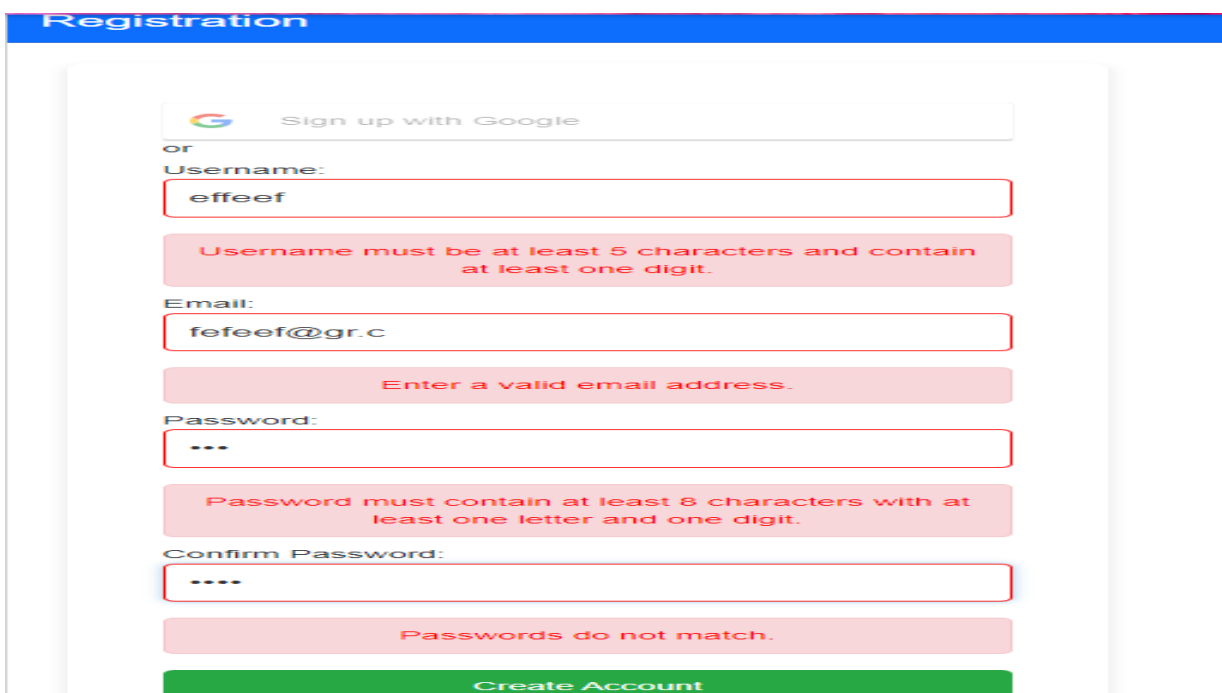 Registration
Sign up with Google
or
Username:
effeef
Username must be at least 5 characters and contain
at least one digit.
Email:
fefeef@gr.c
Enter a valid email address.
Password:
•••
Password must contain at least 8 characters with at
least one letter and one digit.
Confirm Password:
••••
Passwords do not match.
Create Account